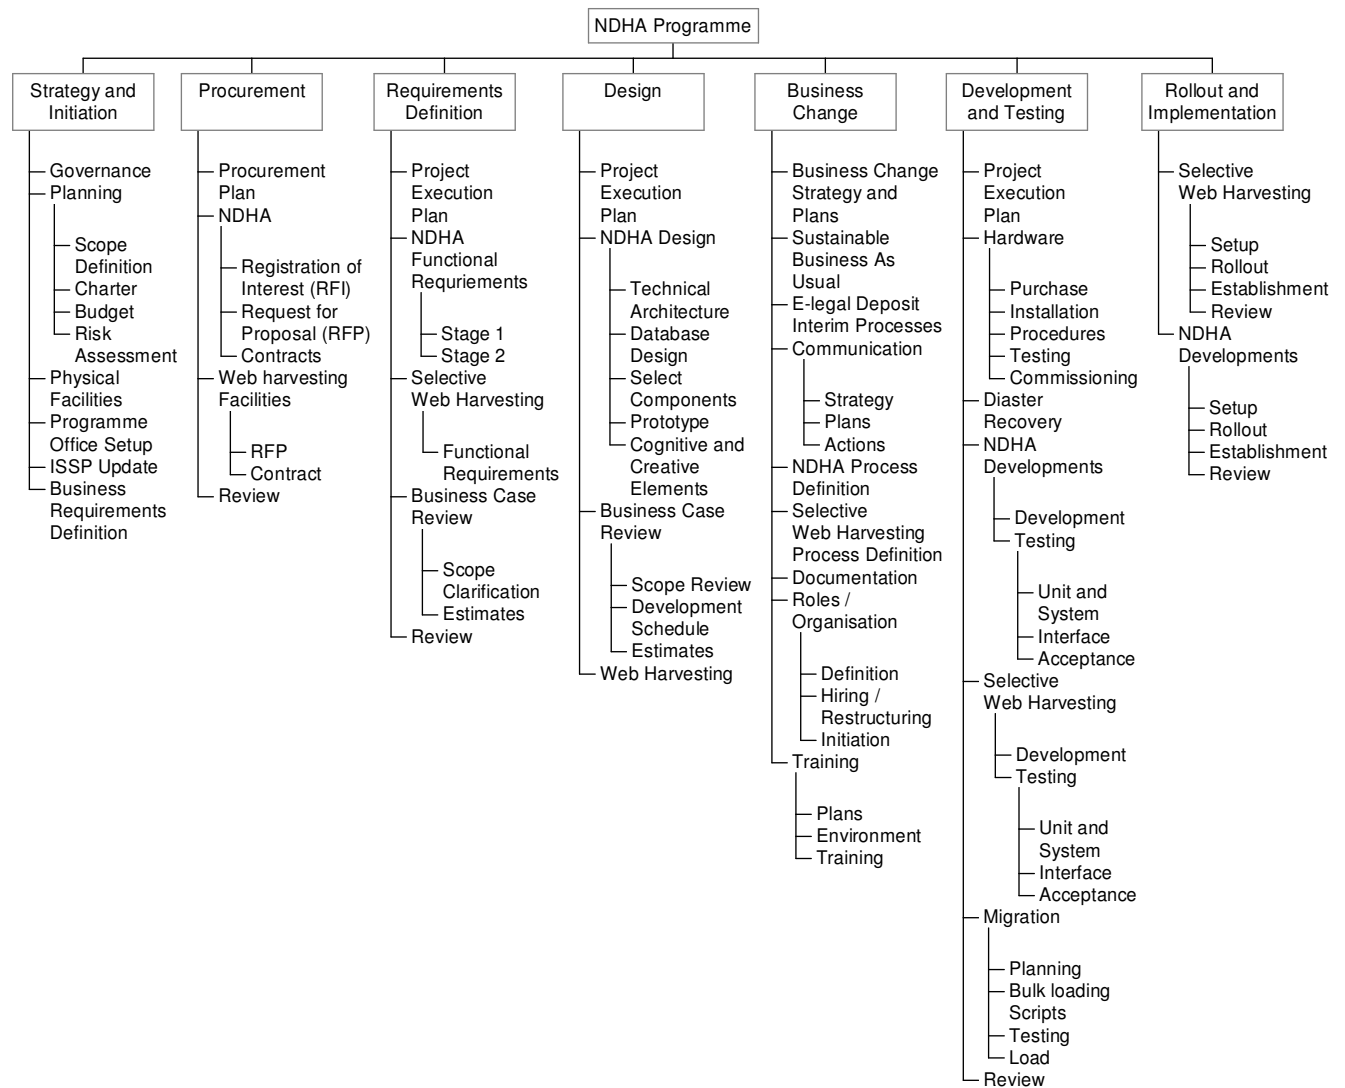 NDHA Programme
Strategy and
Initiation
Governance
Planning
Scope
Definition
Charter
Budget
Risk
Assessment
Physical
Facilities
Programme
Office Setup
ISSP Update
Business
Requirements
Definition
Procurement
Procurement
Plan
NDHA
Registration of
Interest (RFI)
Request for
Proposal (RFP)
Contracts
Web harvesting
Facilities
RFP
Contract
Review
Requirements
Definition
Project
Execution
Plan
NDHA
Functional
Requriements
Stage 1
Stage 2
Selective
Web Harvesting
Functional
Requirements
Business Case
Review
Scope
Clarification
Estimates
Review
Design
Project
Execution
Plan
NDHA Design
Technical
Architecture
Database
Design
Select
Components
Prototype
Cognitive and
Creative
Elements
Business Case
Review
Scope Review
Development
Schedule
Estimates
Web Harvesting
Business
Change
Business Change
Strategy and
Plans
Sustainable
Business As
Usual
E-legal Deposit
Interim Processes
Communication
Strategy
Plans
Actions
NDHA Process
Definition
Selective
Web Harvesting
Process Definition
Documentation
Roles /
Organisation
Definition
Hiring /
Restructuring
Initiation
Training
Plans
Environment
Training
Development
and Testing
Project
Execution
Plan
Hardware
Purchase
Installation
Procedures
Testing
Commissioning
Diaster
Recovery
NDHA
Developments
Development
Testing
Unit and
System
Interface
Acceptance
Selective
Web Harvesting
Development
Testing
Unit and
System
Interface
Acceptance
Migration
Planning
Bulk loading
Scripts
Testing
Load
Review
Rollout and
Implementation
Selective
Web Harvesting
Setup
Rollout
Establishment
Review
NDHA
Developments
Setup
Rollout
Establishment
Review